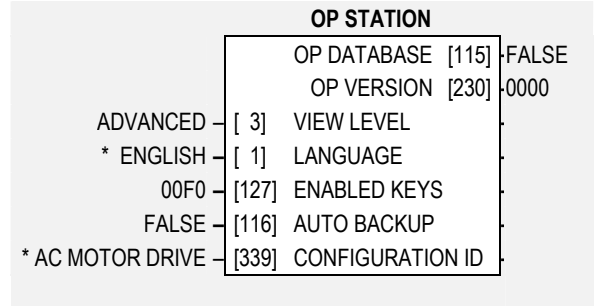 OP STATION
OP DATABASE [115] FALSE
OP VERSION [230] 0000
ADVANCED – [ 3] VIEW LEVEL
* ENGLISH – [ 1] LANGUAGE
00F0 – [127] ENABLED KEYS
FALSE – [116] AUTO BACKUP
* AC MOTOR DRIVE – [339] CONFIGURATION ID